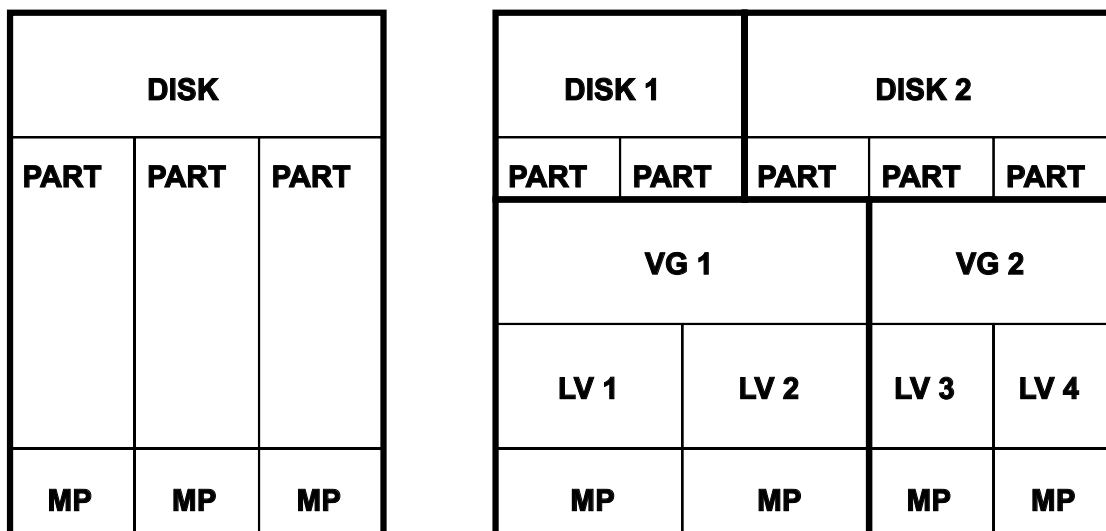 DISK
PART PART PART
MP MP MP
DISK 1 DISK 2
PART PART PART PART PART
VG 1 VG 2
LV 1 LV 2 LV 3 LV 4
MP MP MP MP